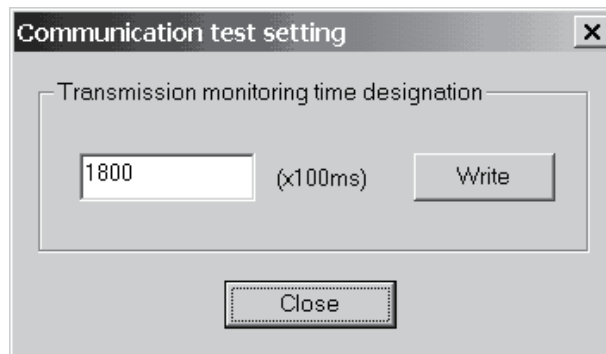 Communication test setting
Transmission monitoring time designation
1800 (x100ms) Write
Close